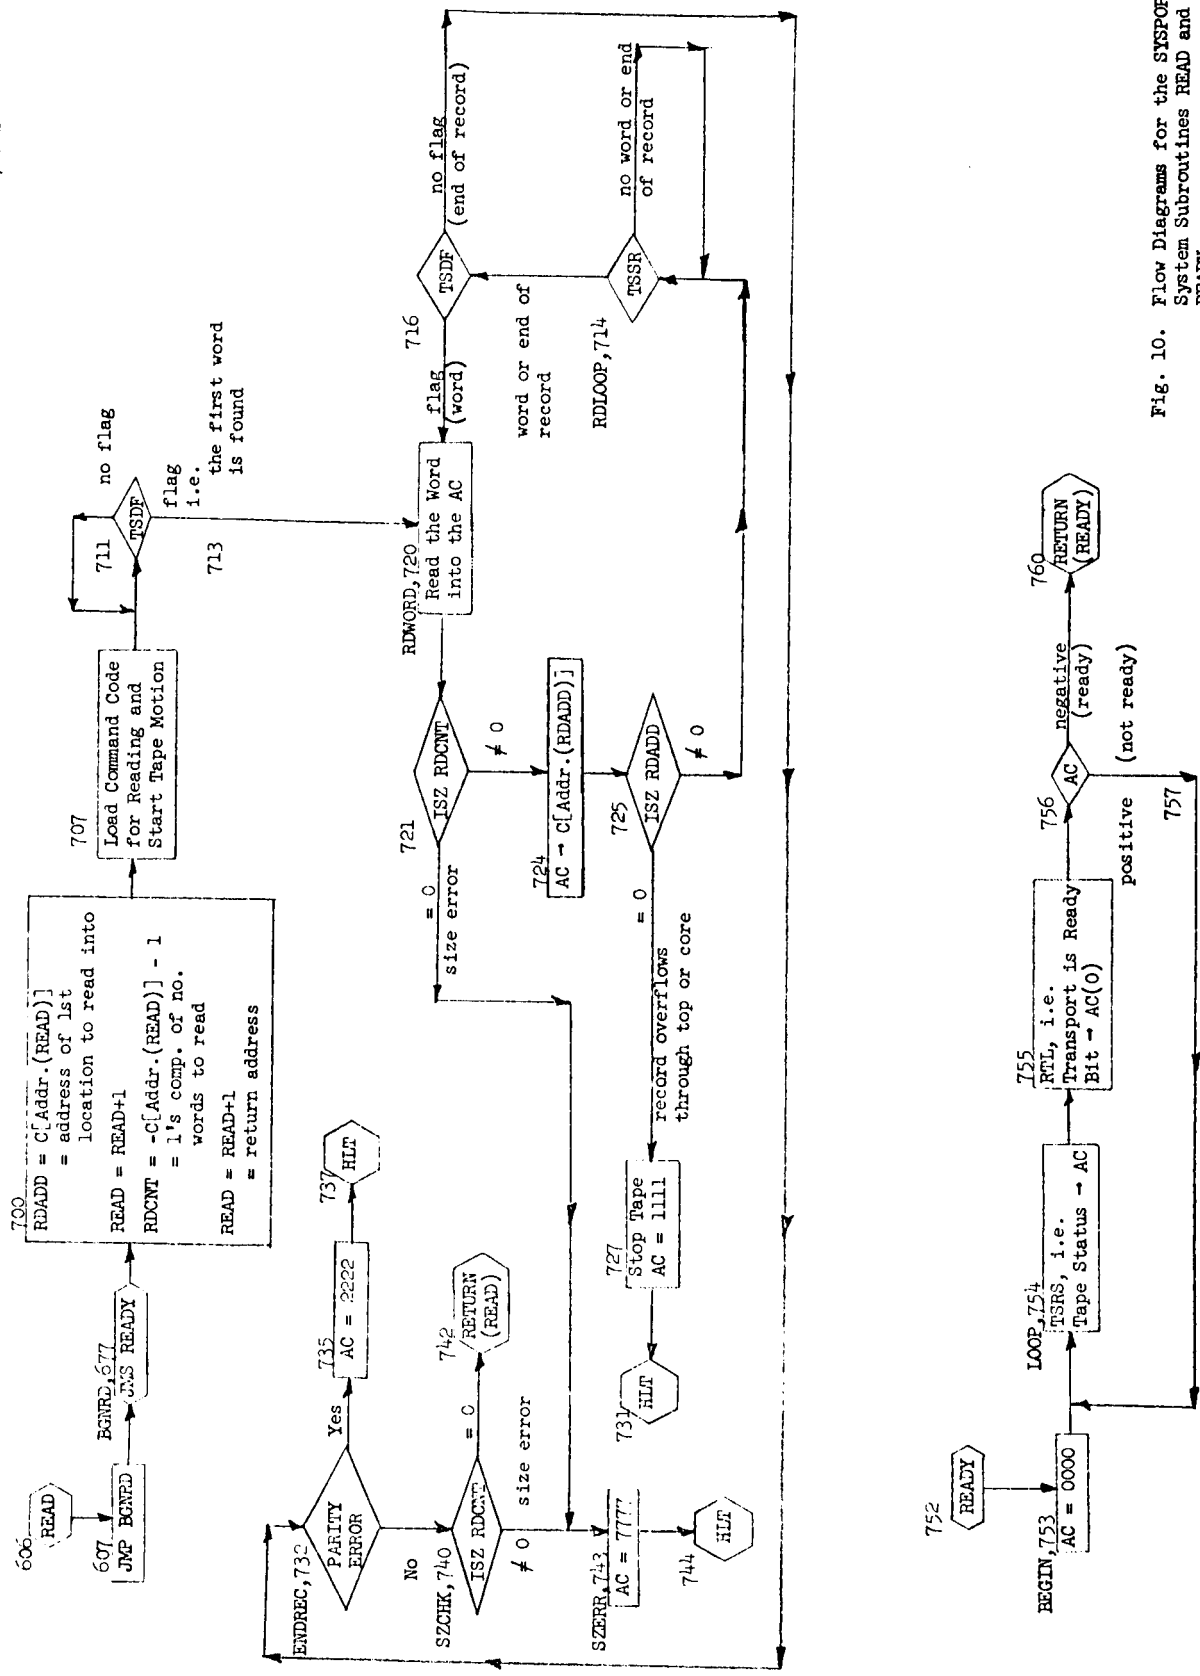 606
READ
607
JMP BGNRD
BGNRD,677
JMS READY
700
RDADD = C[Addr.(READ)]
= address of 1st
location to read into
READ = READ+1
RDCNT = -C[Addr.(READ)] - 1
= 1's comp. of no.
words to read
READ = READ+1
= return address
707
Load Command Code
for Reading and
Start Tape Motion
711
TSDF
no flag
flag
i.e.
713
the first word
is found
ENDREC,732
PARITY
ERROR
Yes
735
AC = 2222
737
HLT
No
SZCHK,740
ISZ RDCNT
= 0
742
RETURN
(READ)
≠ 0
size error
SZERR,743
AC = 7777
744
HLT
= 0
size error
721
ISZ RDCNT
≠ 0
RDWORD,720
Read the Word
into the AC
flag
(word)
716
TSDF
no flag
(end of record)
724
AC → C[Addr.(RDADD)]
725
ISZ RDADD
≠ 0
word or end of
record
RDLOOP,714
TSSR
no word or end
of record
= 0
record overflows
through top or core
727
Stop Tape
AC = 1111
731
HLT
752
READY
BEGIN,753
AC = 0000
LOOP,754
TSRS, i.e.
Tape Status → AC
755
RTL, i.e.
Transport is Ready
Bit → AC(0)
756
AC
negative
(ready)
760
RETURN
(READY)
positive
(not ready)
757
Fig. 10. Flow Diagrams for the SYSPOR
System Subroutines READ and